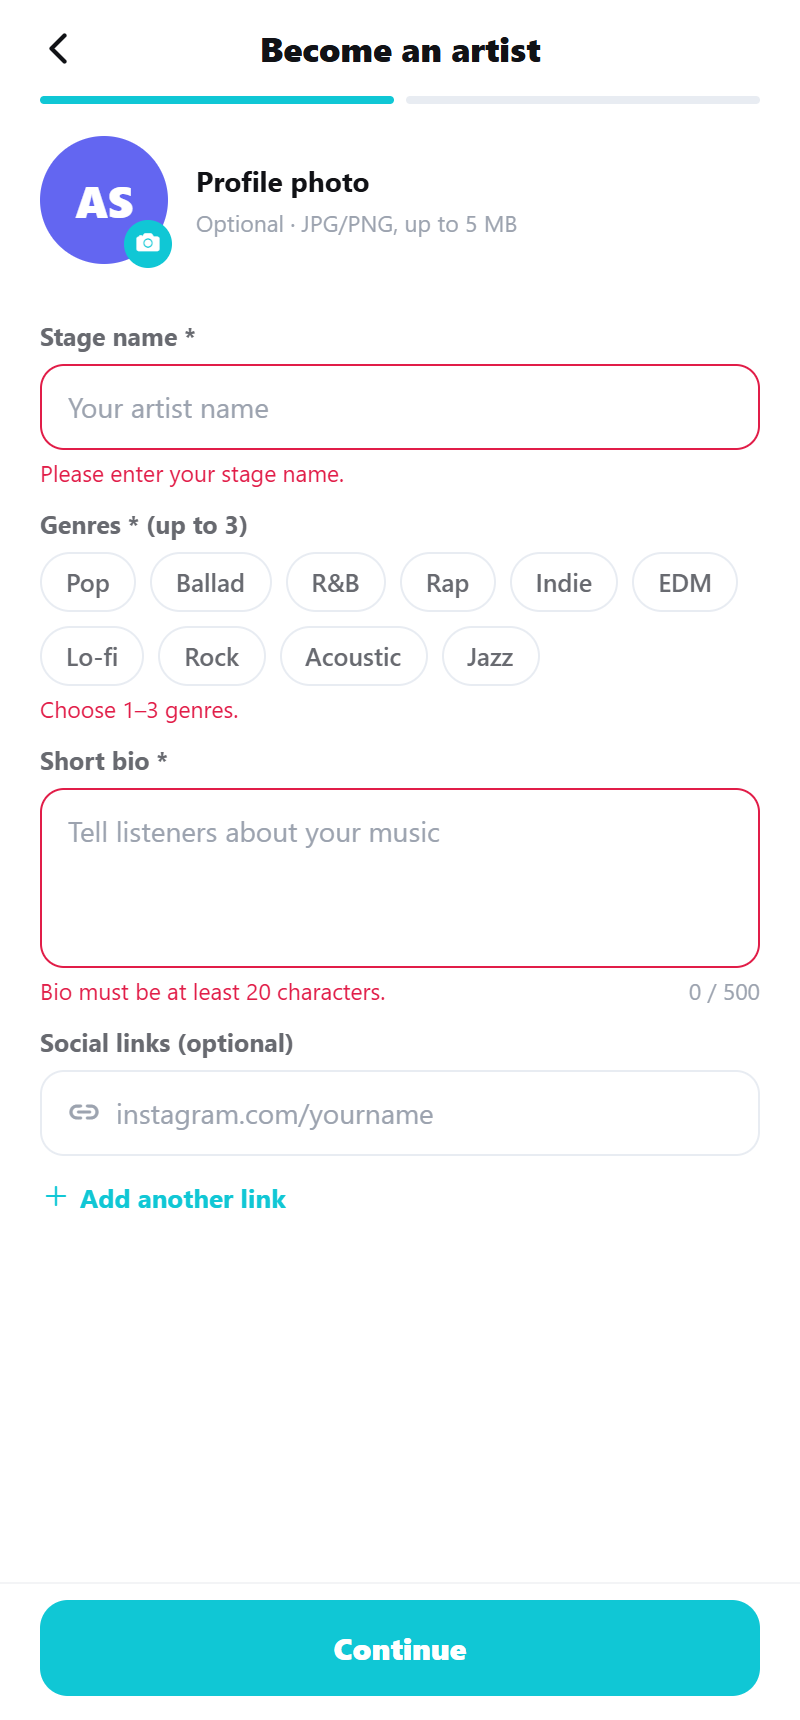 Become an artist
AS
Profile photo
Optional · JPG/PNG, up to 5 MB
Stage name *
Your artist name
Please enter your stage name.
Genres * (up to 3)
Pop Ballad R&B Rap Indie EDM
Lo-fi Rock Acoustic Jazz
Choose 1–3 genres.
Short bio *
Tell listeners about your music
Bio must be at least 20 characters. 0 / 500
Social links (optional)
instagram.com/yourname
+ Add another link
Continue